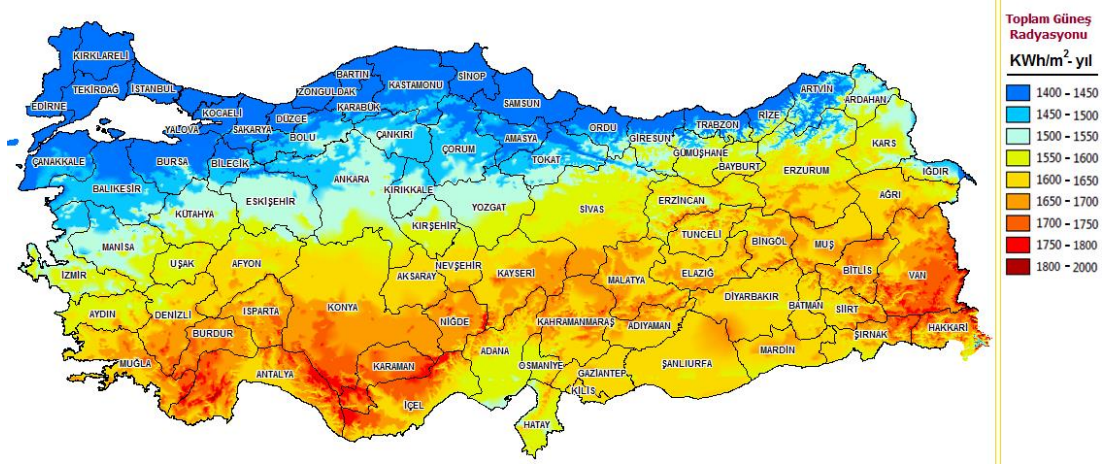 Toplam Güneş
Radyasyonu
KWh/m²- yıl
1400 - 1450
1450 - 1500
1500 - 1550
1550 - 1600
1600 - 1650
1650 - 1700
1700 - 1750
1750 - 1800
1800 - 2000
KIRKLARELİ
EDİRNE
TEKİRDAĞ
İSTANBUL
KOCAELİ
YALOVA
SAKARYA
DÜZCE
BOLU
ZONGULDAK
BARTIN
KARABÜK
KASTAMONU
SİNOP
SAMSUN
ÇANKIRI
ÇORUM
AMASYA
TOKAT
ORDU
GİRESUN
TRABZON
RİZE
ARTVİN
ARDAHAN
KARS
IĞDIR
GÜMÜŞHANE
BAYBURT
ERZURUM
AĞRI
ÇANAKKALE
BALIKESİR
BURSA
BİLECİK
ESKİŞEHİR
ANKARA
KIRIKKALE
YOZGAT
SİVAS
ERZİNCAN
TUNCELİ
BİNGÖL
MUŞ
BİTLİS
VAN
KÜTAHYA
MANİSA
İZMİR
UŞAK
AFYON
KIRŞEHİR
NEVŞEHİR
AKSARAY
KAYSERİ
MALATYA
ELAZIĞ
DİYARBAKIR
BATMAN
SİİRT
ŞIRNAK
HAKKARİ
AYDIN
DENİZLİ
BURDUR
ISPARTA
KONYA
NİĞDE
KAHRAMANMARAŞ
ADIYAMAN
MARDİN
ŞANLIURFA
MUĞLA
ANTALYA
KARAMAN
İÇEL
ADANA
OSMANİYE
GAZİANTEP
KİLİS
HATAY